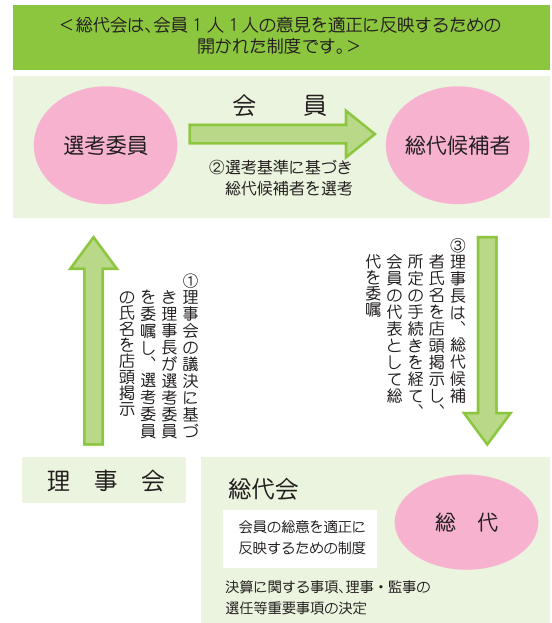 <総代会は、会員1人1人の意見を適正に反映するための
開かれた制度です。>
会　員
選考委員
総代候補者
②選考基準に基づき
総代候補者を選考
①理事会の議決に基づ
き理事長が選考委員
を委嘱し、選考委員
の氏名を店頭掲示
③理事長は、総代候補
者氏名を店頭掲示し、
所定の手続きを経て、
会員の代表として総
代を委嘱
理　事　会
総代会
会員の総意を適正に
反映するための制度
総　代
決算に関する事項、理事・監事の
選任等重要事項の決定